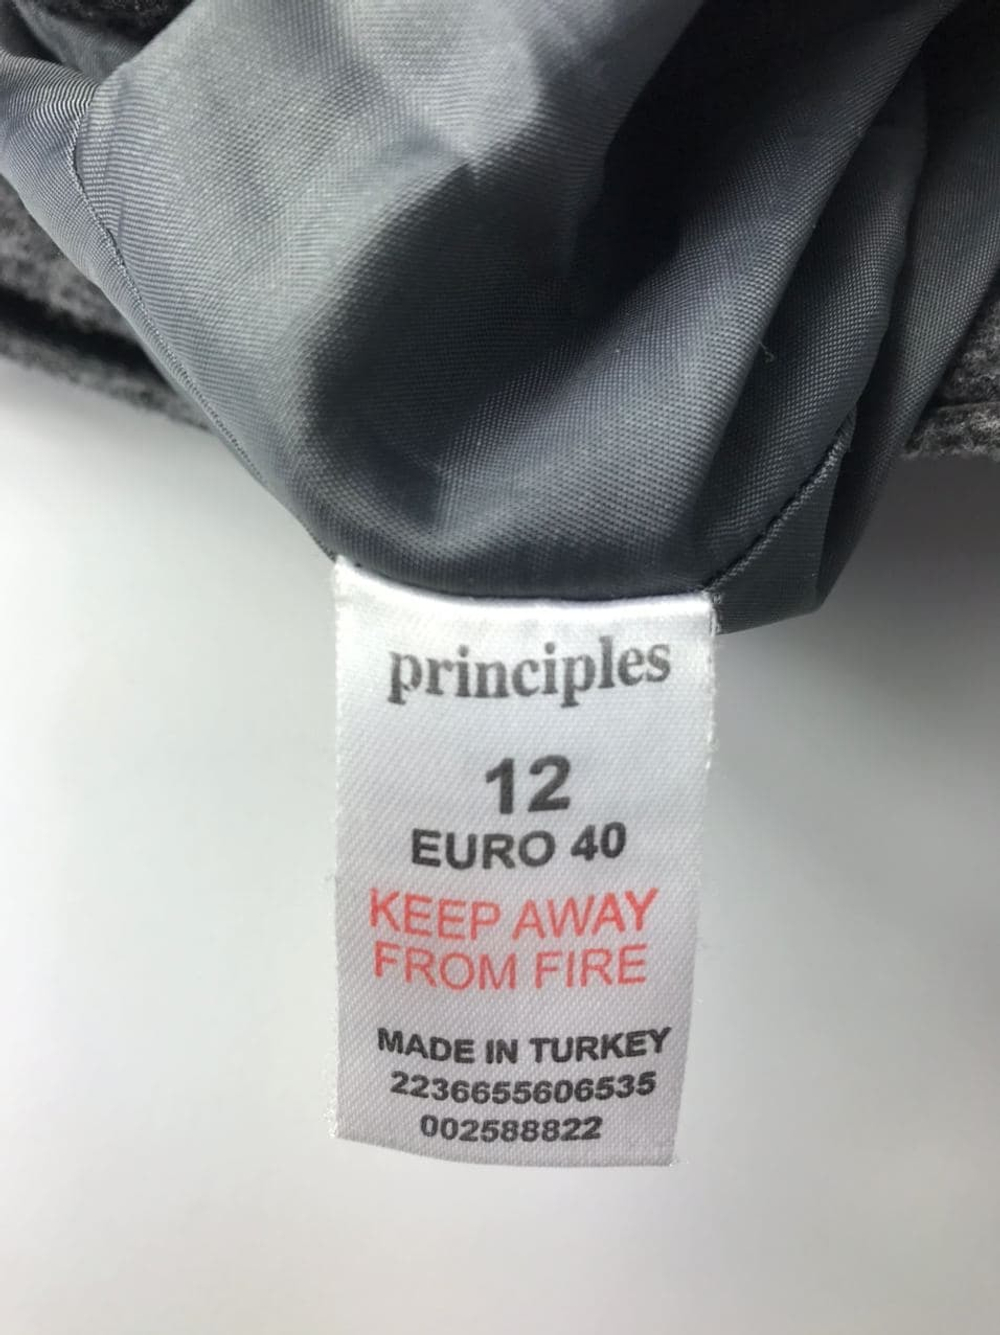 principles
12
EURO 40
KEEP AWAY
FROM FIRE
MADE IN TURKEY
2236655606535
002588822